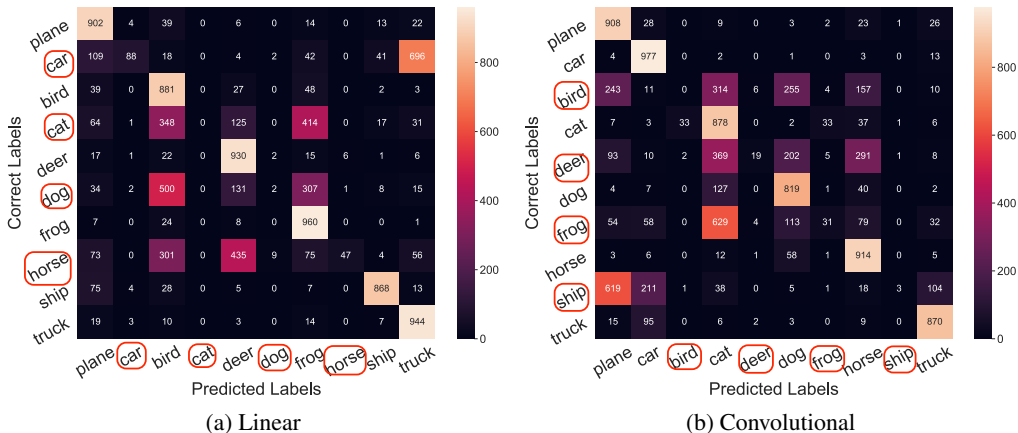 plane 902 4 39 0 6 0 14 0 13 22
car 109 88 18 0 4 2 42 0 41 696
bird 39 0 881 0 27 0 48 0 2 3
cat 64 1 348 0 125 0 414 0 17 31
deer 17 1 22 0 930 2 15 6 1 6
dog 34 2 500 0 131 2 307 1 8 15
frog 7 0 24 0 8 0 960 0 0 1
horse 73 0 301 0 435 9 75 47 4 56
ship 75 4 28 0 5 0 7 0 868 13
truck 19 3 10 0 3 0 14 0 7 944
plane car bird cat deer dog frog horse ship truck
Correct Labels
Predicted Labels
800
600
400
200
0
(a) Linear
plane 908 28 0 9 0 3 2 23 1 26
car 4 977 0 2 0 1 0 3 0 13
bird 243 11 0 314 6 255 4 157 0 10
cat 7 3 33 878 0 2 33 37 1 6
deer 93 10 2 369 19 202 5 291 1 8
dog 4 7 0 127 0 819 1 40 0 2
frog 54 58 0 629 4 113 31 79 0 32
horse 3 6 0 12 1 58 1 914 0 5
ship 619 211 1 38 0 5 1 18 3 104
truck 15 95 0 6 2 3 0 9 0 870
plane car bird cat deer dog frog horse ship truck
Correct Labels
Predicted Labels
800
600
400
200
0
(b) Convolutional